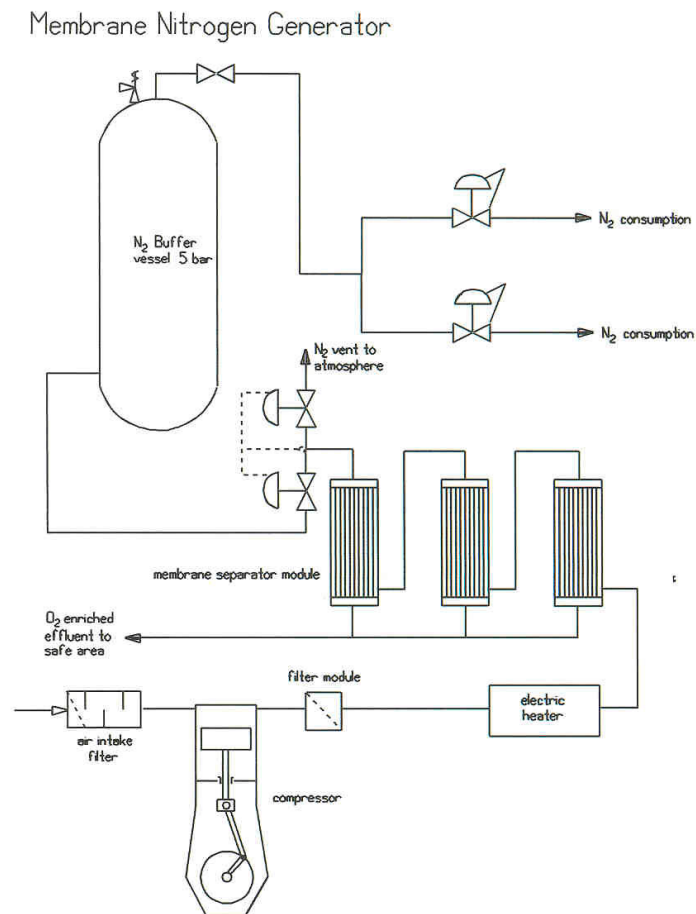 Membrane Nitrogen Generator
N₂ Buffer
vessel 5 bar
N₂ consumption
N₂ consumption
N₂ vent to
atmosphere
membrane separator module
O₂ enriched
effluent to
safe area
filter module
electric
heater
air intake
filter
compressor